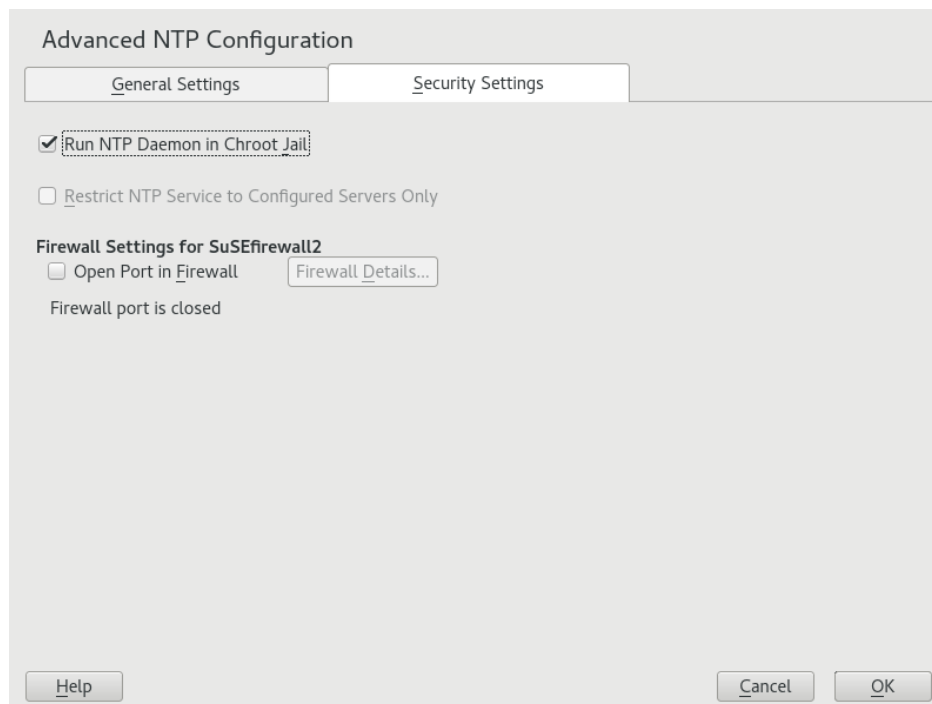 Advanced NTP Configuration
General Settings
Security Settings
Run NTP Daemon in Chroot Jail
Restrict NTP Service to Configured Servers Only
Firewall Settings for SuSEfirewall2
Open Port in Firewall
Firewall Details...
Firewall port is closed
Help
Cancel
OK